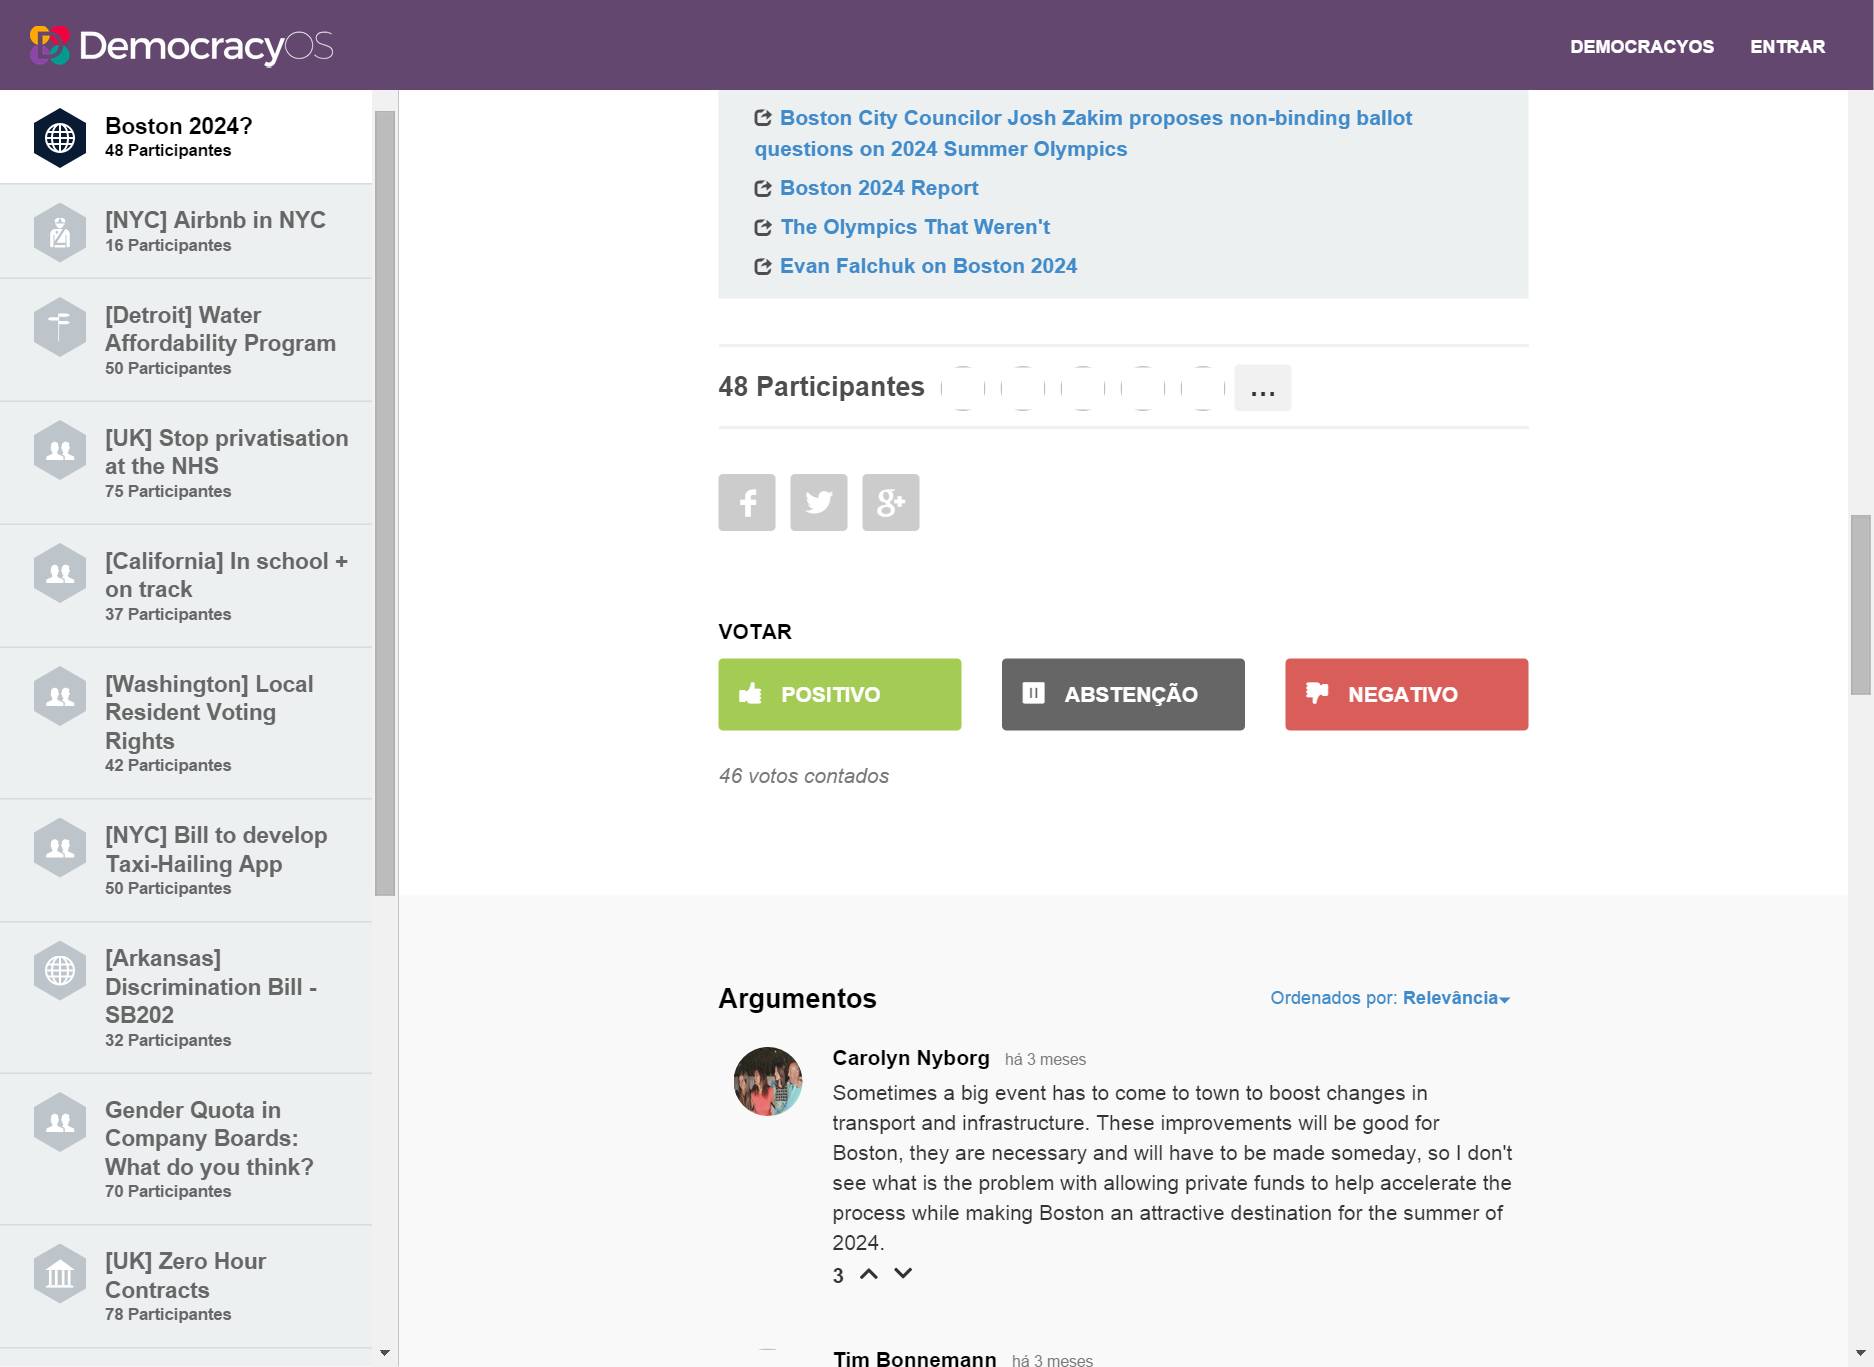 DemocracyOS
DEMOCRACYOS
ENTRAR
Boston 2024?
48 Participantes
[NYC] Airbnb in NYC
16 Participantes
[Detroit] Water
Affordability Program
50 Participantes
[UK] Stop privatisation
at the NHS
75 Participantes
[California] In school +
on track
37 Participantes
[Washington] Local
Resident Voting
Rights
42 Participantes
[NYC] Bill to develop
Taxi-Hailing App
50 Participantes
[Arkansas]
Discrimination Bill -
SB202
32 Participantes
Gender Quota in
Company Boards:
What do you think?
70 Participantes
[UK] Zero Hour
Contracts
78 Participantes
Boston City Councilor Josh Zakim proposes non-binding ballot
questions on 2024 Summer Olympics
Boston 2024 Report
The Olympics That Weren't
Evan Falchuk on Boston 2024
48 Participantes ...
VOTAR
POSITIVO
ABSTENÇÃO
NEGATIVO
46 votos contados
Argumentos
Ordenados por: Relevância
Carolyn Nyborg há 3 meses
Sometimes a big event has to come to town to boost changes in
transport and infrastructure. These improvements will be good for
Boston, they are necessary and will have to be made someday, so I don't
see what is the problem with allowing private funds to help accelerate the
process while making Boston an attractive destination for the summer of
2024.
3
Tim Bonnemann há 3 meses